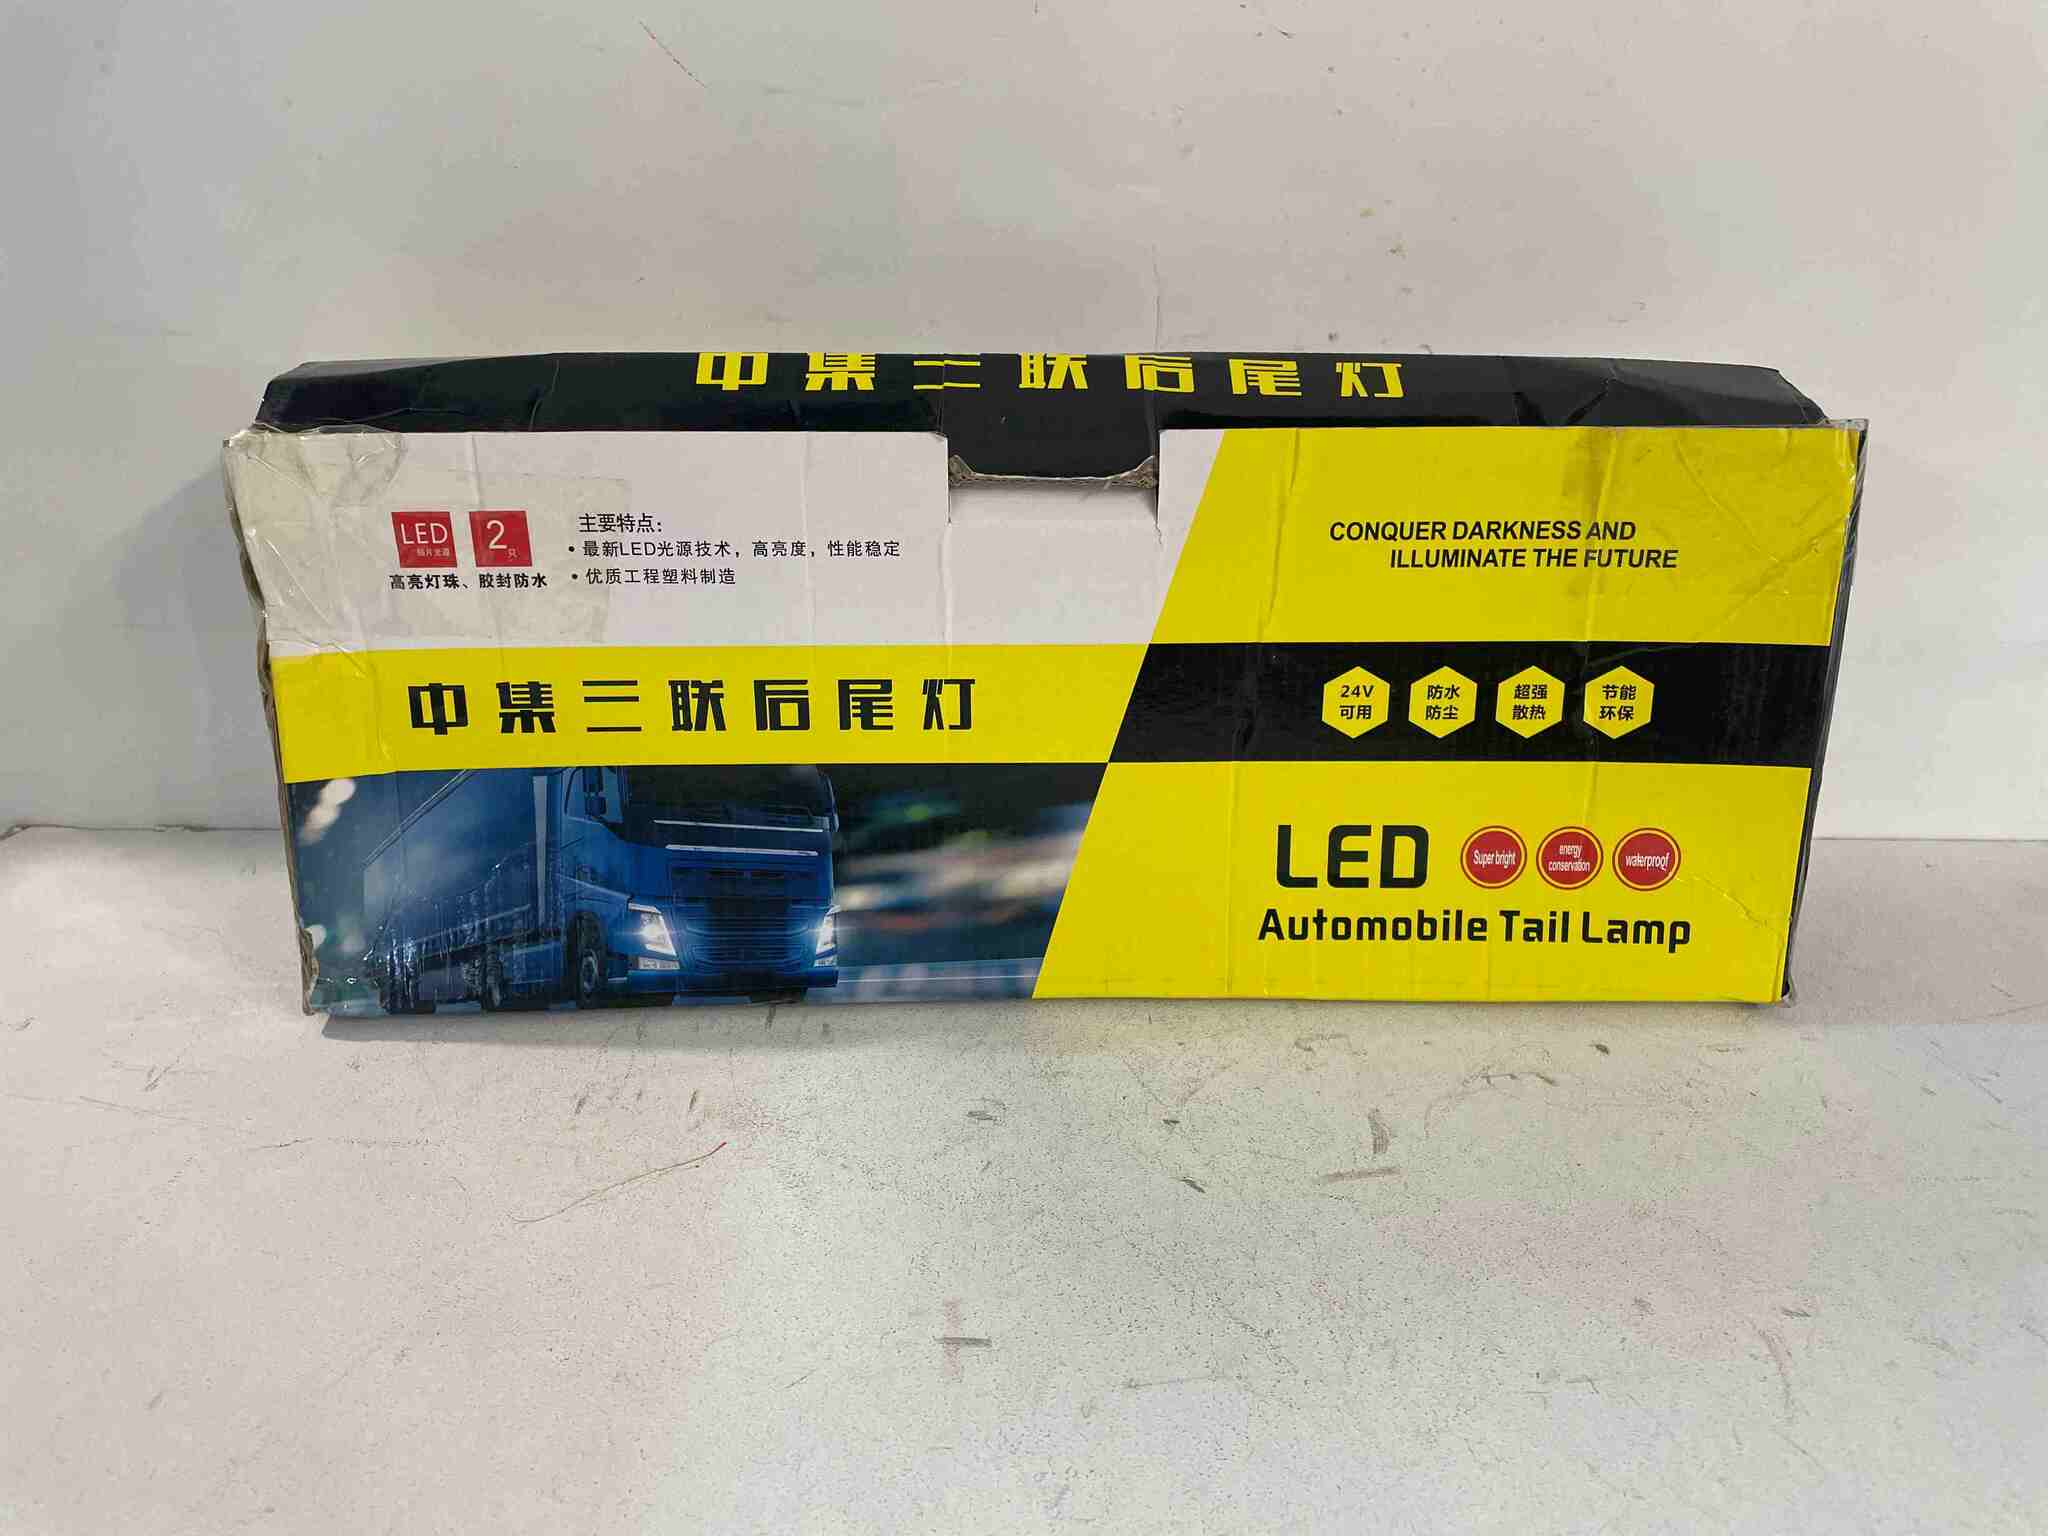 中集三联后尾灯
LED
贴片光源
2只
高亮灯珠、胶封防水
主要特点：
• 最新LED光源技术，高亮度，性能稳定
• 优质工程塑料制造
CONQUER DARKNESS AND
ILLUMINATE THE FUTURE
中集三联后尾灯
24V
可用
防水
防尘
超强
散热
节能
环保
LED
Super bright
energy
conservation
waterproof
Automobile Tail Lamp